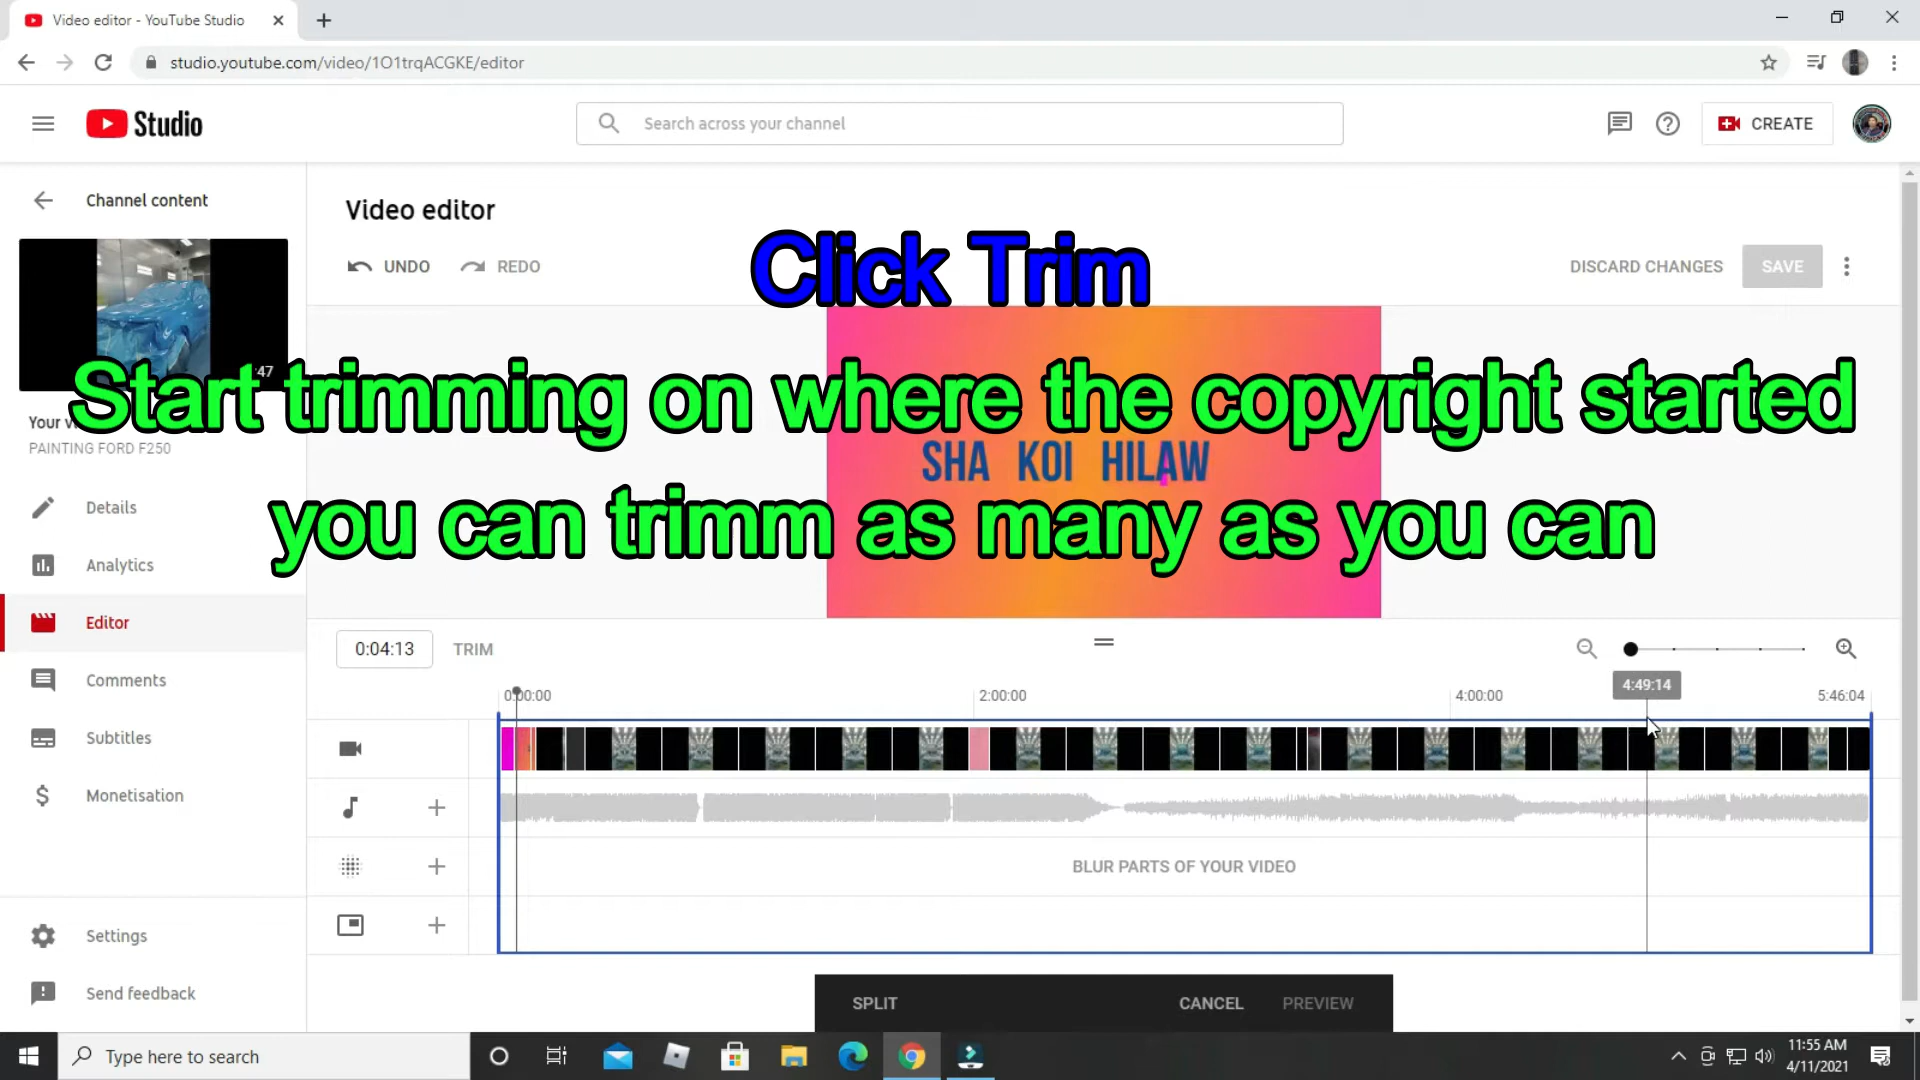 Video editor - YouTube Studio
studio.youtube.com/video/1O1trqACGKE/editor
Studio
Search across your channel
CREATE
Channel content
Video editor
UNDO
REDO
Click Trim
DISCARD CHANGES
SAVE
:47
Start trimming on where the copyright started
Your v
PAINTING FORD F250
SHA KOI HILAW
you can trimm as many as you can
Details
Analytics
Editor
Comments
Subtitles
Monetisation
Settings
Send feedback
0:04:13
TRIM
4:49:14
0:00:00
2:00:00
4:00:00
5:46:04
BLUR PARTS OF YOUR VIDEO
SPLIT
CANCEL
PREVIEW
Type here to search
11:55 AM
4/11/2021